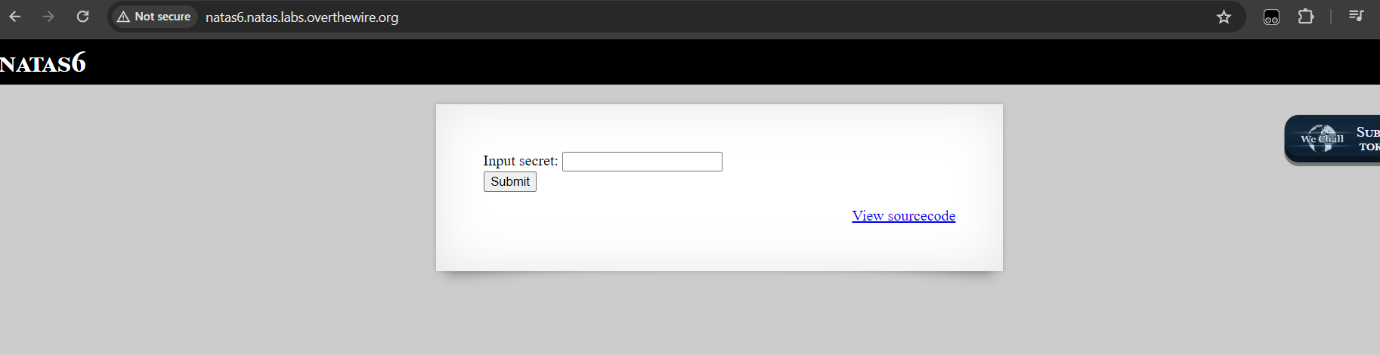 Not secure natas6.natas.labs.overthewire.org
NATAS6
Input secret:
Submit
We Chall
View sourcecode